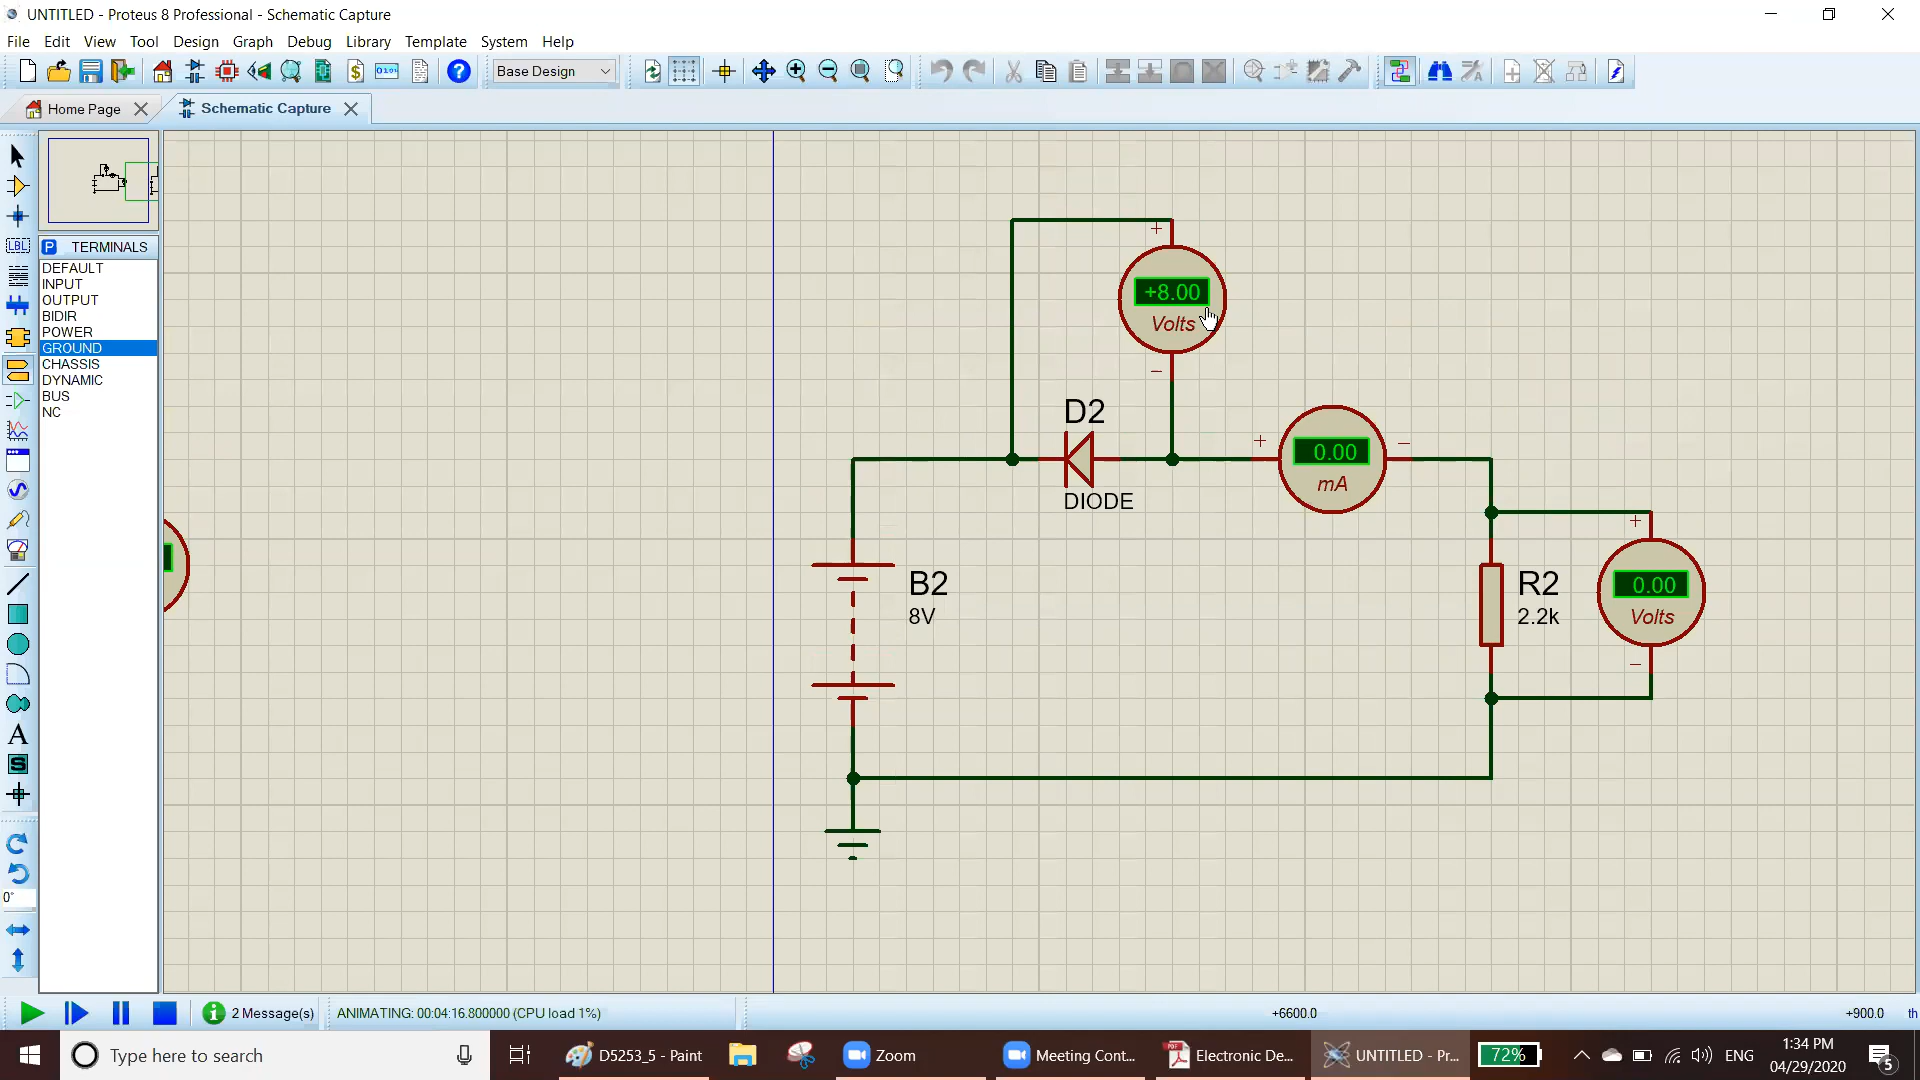 UNTITLED - Proteus 8 Professional - Schematic Capture
File Edit View Tool Design Graph Debug Library Template System Help
$ 0101 ? Base Design
Home Page Schematic Capture
P TERMINALS
DEFAULT
INPUT
OUTPUT
BIDIR
POWER
GROUND
CHASSIS
DYNAMIC
BUS
NC
LBL
A
S
0°
+
+8.00
Volts
−
D2
DIODE
+ −
0.00
mA
B2
8V
R2
2.2k
+
0.00
Volts
−
2 Message(s) ANIMATING: 00:04:16.800000 (CPU load 1%) +6600.0 +900.0 th
Type here to search D5253_5 - Paint Zoom Meeting Cont... Electronic De... UNTITLED - Pr... 72% ENG 1:34 PM
04/29/2020 5